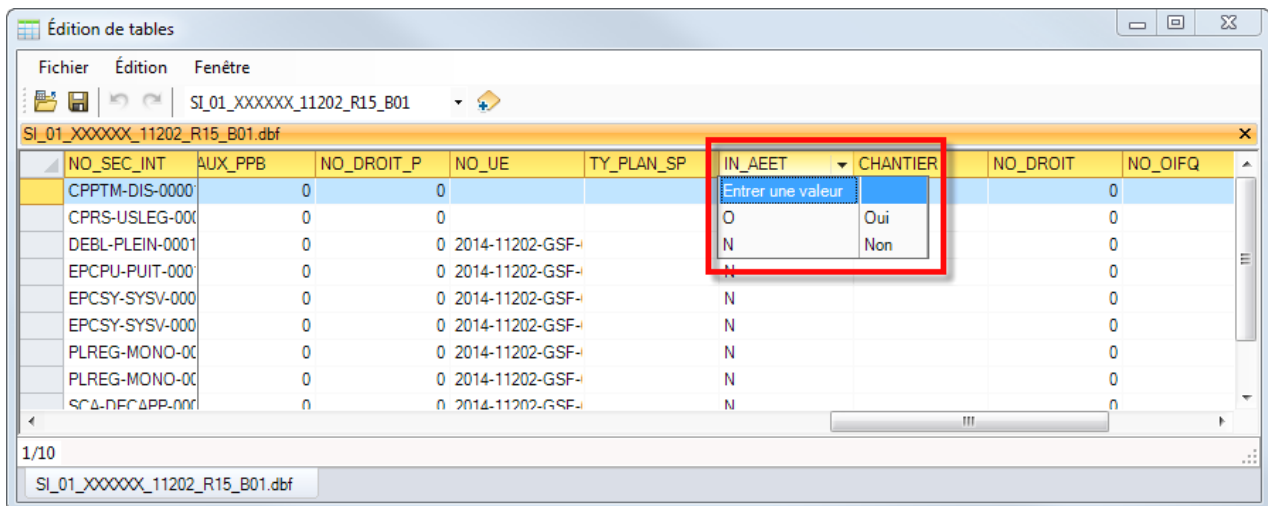 Édition de tables
Fichier Édition Fenêtre
SI_01_XXXXXX_11202_R15_B01
SI_01_XXXXXX_11202_R15_B01.dbf
NO_SEC_INT AUX_PPB NO_DROIT_P NO_UE TY_PLAN_SP IN_AEET CHANTIER NO_DROIT NO_OIFQ
CPPTM-DIS-0000 0 0 Entrer une valeur 0
CPRS-USLEG-000 0 0 O Oui 0
DEBL-PLEIN-0001 0 0 2014-11202-GSF- N Non 0
EPCPU-PUIT-000 0 0 2014-11202-GSF- N 0
EPCSY-SYSV-000 0 0 2014-11202-GSF- N 0
EPCSY-SYSV-000 0 0 2014-11202-GSF- N 0
PLREG-MONO-00 0 0 2014-11202-GSF- N 0
PLREG-MONO-00 0 0 2014-11202-GSF- N 0
SCA-DECAPP-000 0 0 2014-11202-GSF- N 0
1/10
SI_01_XXXXXX_11202_R15_B01.dbf